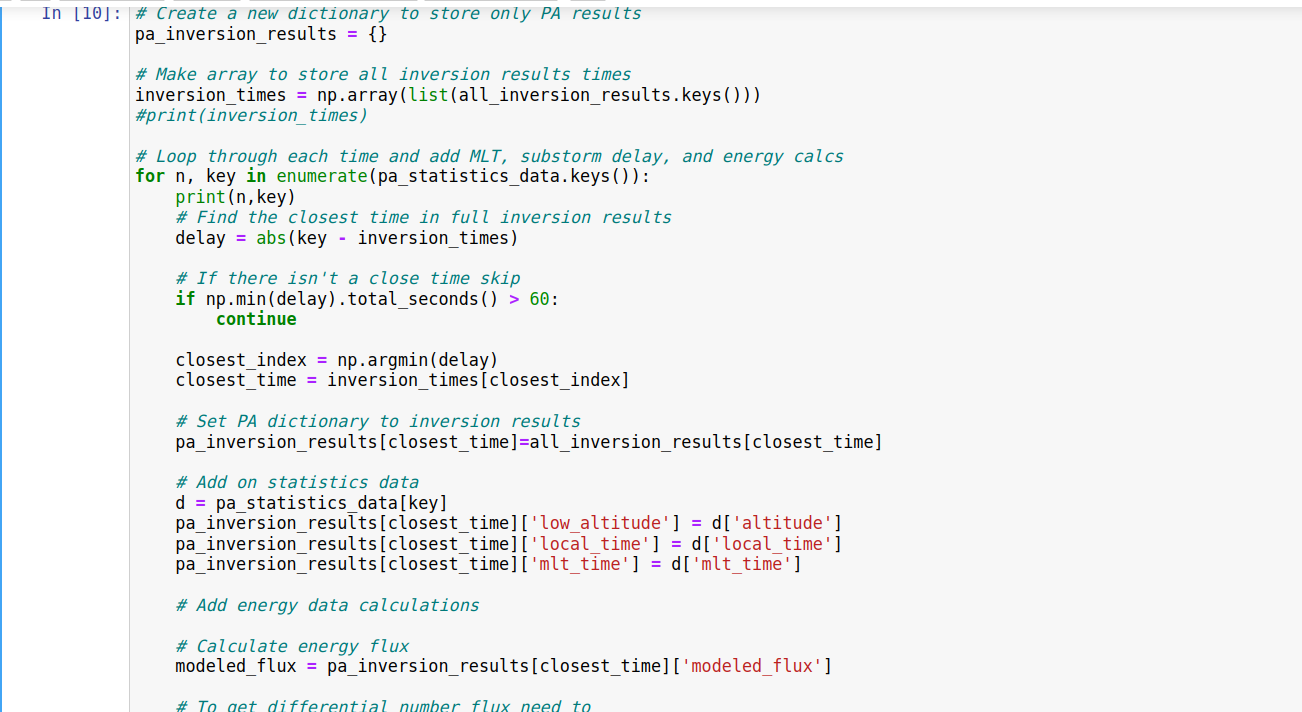 In [10]: # Create a new dictionary to store only PA results
pa_inversion_results = {}
# Make array to store all inversion results times
inversion_times = np.array(list(all_inversion_results.keys()))
#print(inversion_times)
# Loop through each time and add MLT, substorm delay, and energy calcs
for n, key in enumerate(pa_statistics_data.keys()):
    print(n,key)
    # Find the closest time in full inversion results
    delay = abs(key - inversion_times)
    # If there isn't a close time skip
    if np.min(delay).total_seconds() > 60:
        continue
    closest_index = np.argmin(delay)
    closest_time = inversion_times[closest_index]
    # Set PA dictionary to inversion results
    pa_inversion_results[closest_time]=all_inversion_results[closest_time]
    # Add on statistics data
    d = pa_statistics_data[key]
    pa_inversion_results[closest_time]['low_altitude'] = d['altitude']
    pa_inversion_results[closest_time]['local_time'] = d['local_time']
    pa_inversion_results[closest_time]['mlt_time'] = d['mlt_time']
    # Add energy data calculations
    # Calculate energy flux
    modeled_flux = pa_inversion_results[closest_time]['modeled_flux']
    # To get differential number flux need to